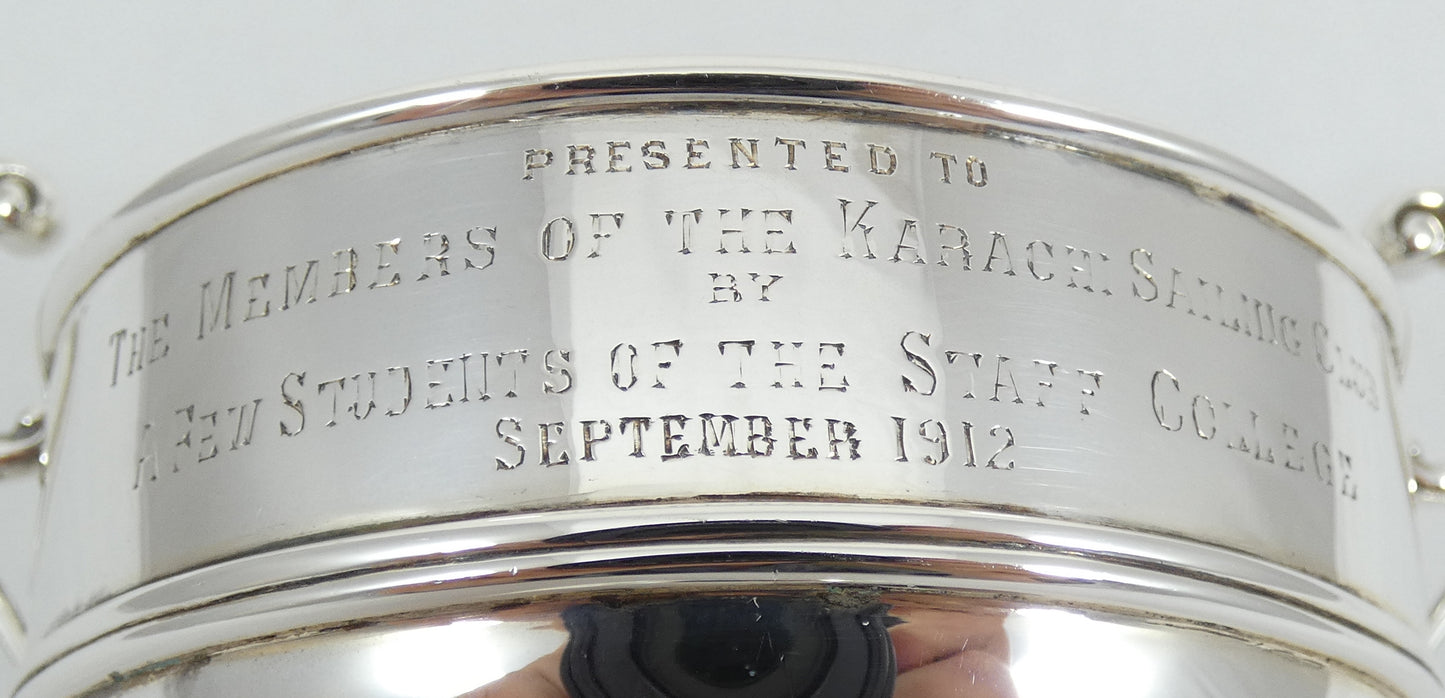 PRESENTED TO
THE MEMBERS OF THE KARACHI SAILING CLUB
BY
A FEW STUDENTS OF THE STAFF COLLEGE
SEPTEMBER 1912